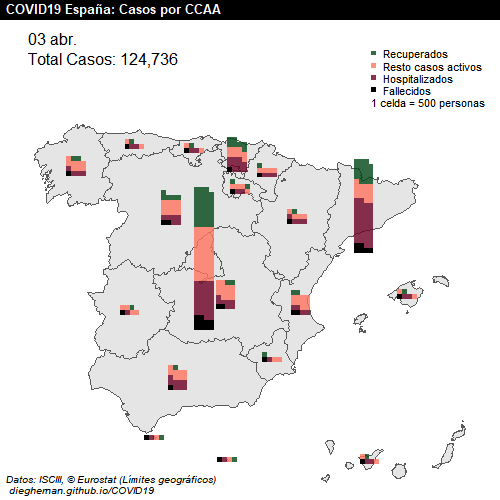 COVID19 España: Casos por CCAA
03 abr.
Total Casos: 124,736
Recuperados
Resto casos activos
Hospitalizados
Fallecidos
1 celda = 500 personas
Datos: ISCIII, © Eurostat (Límites geográficos)
diegheman.github.io/COVID19